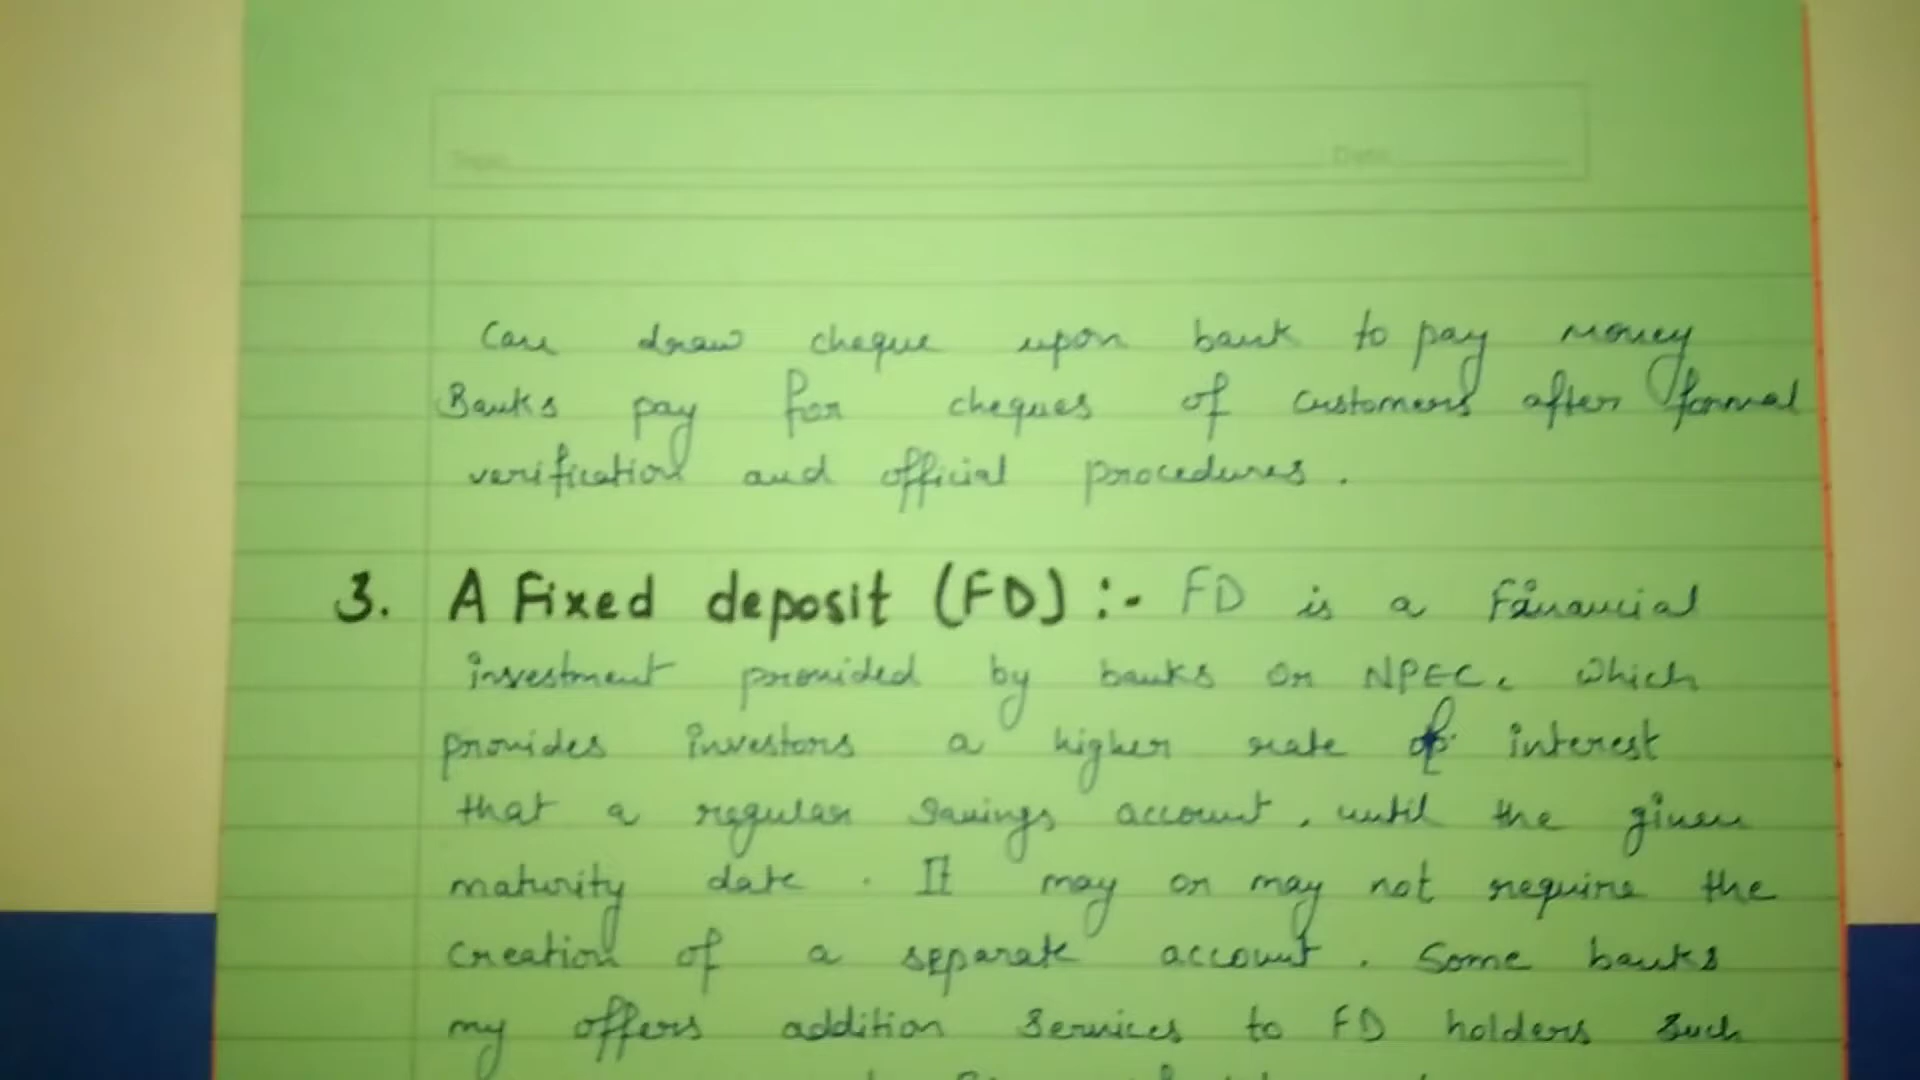 Date
Can draw cheque upon bank to pay money
Banks pay for cheques of customers after formal
verification and official procedures.
3. A Fixed deposit (FD) :- FD is a financial
investment provided by banks or NPEC. which
provides investors a higher rate of interest
that a regular savings account, until the given
maturity date. It may or may not require the
creation of a separate account. Some banks
my offers addition services to FD holders such